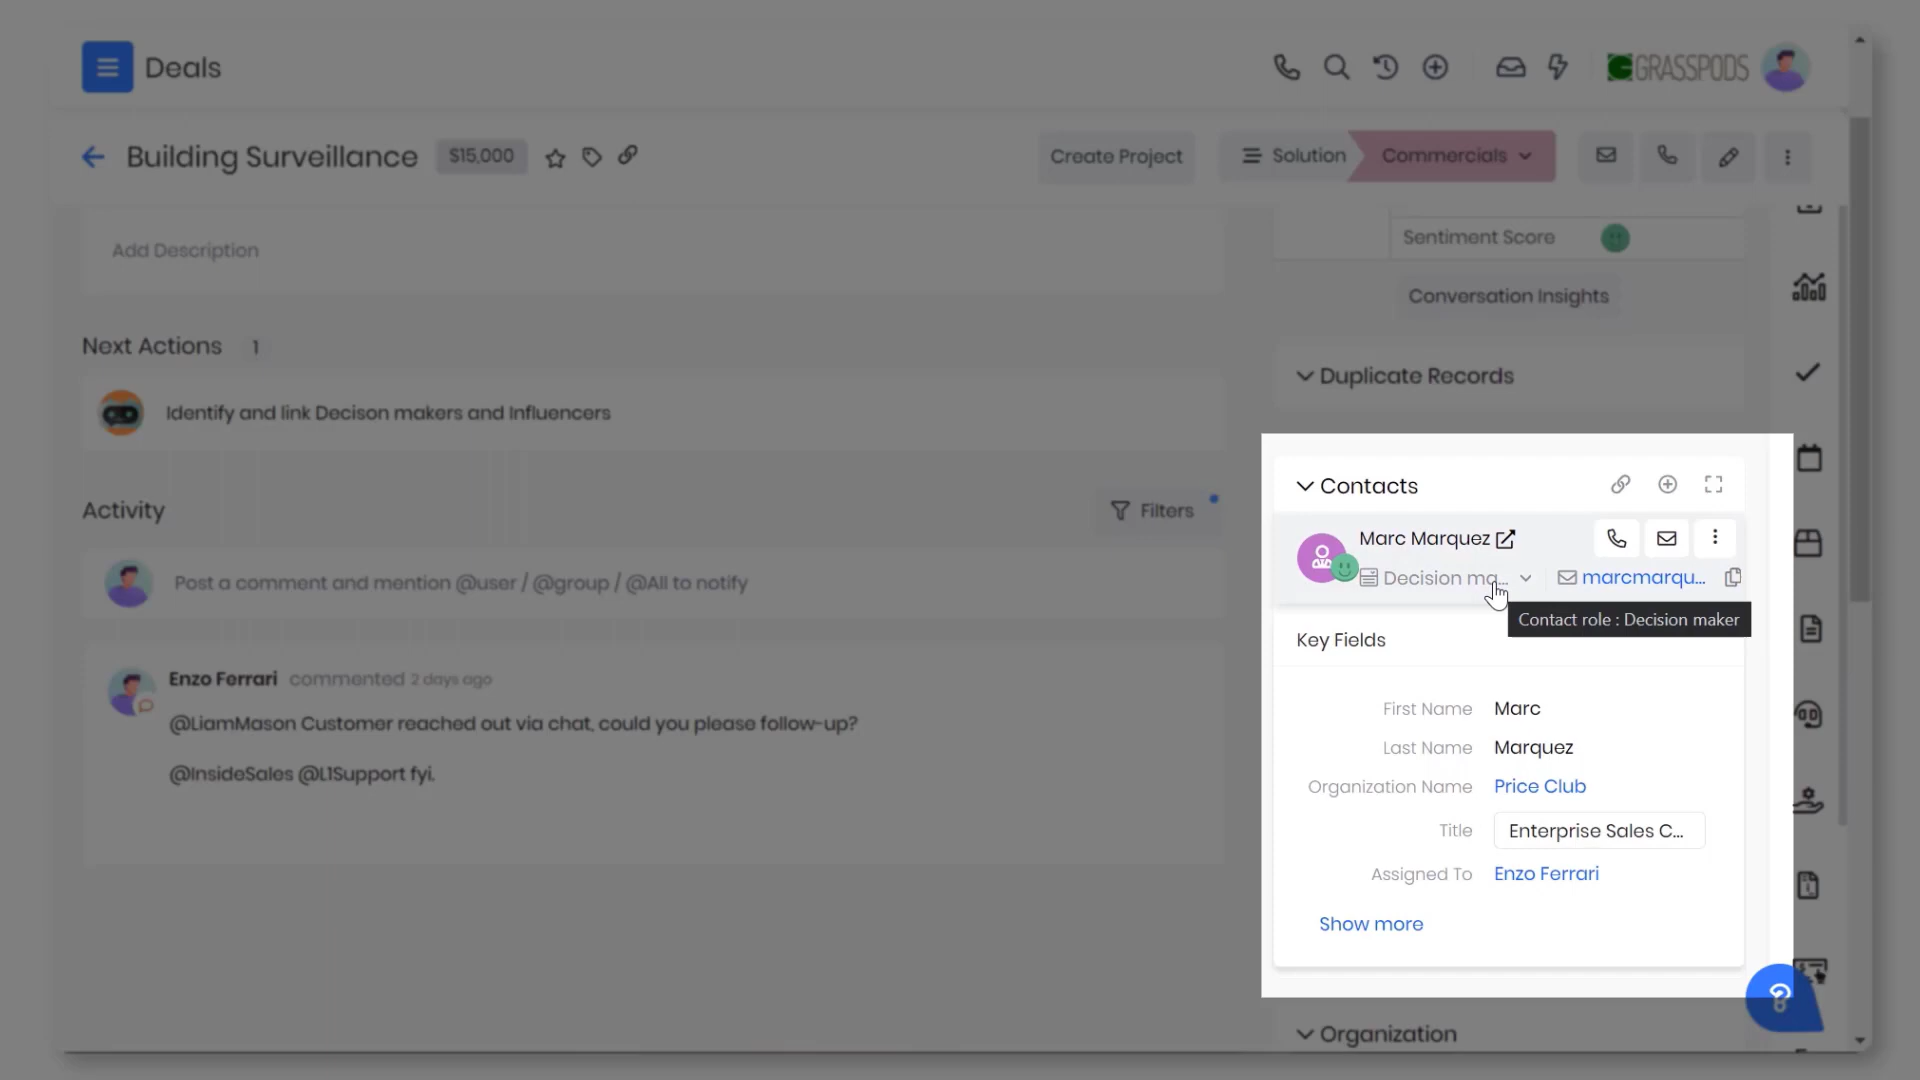 Deals
GRASSPODS
Building Surveillance
$15,000
Create Project
Solution
Commercials
Add Description
Sentiment Score
Conversation Insights
Next Actions 1
Identify and link Decison makers and Influencers
Duplicate Records
Activity
Filters
Post a comment and mention @user / @group / @All to notify
Enzo Ferrari commented 2 days ago
@LiamMason Customer reached out via chat, could you please follow-up?
@InsideSales @L1Support fyi.
Contacts
Marc Marquez
Decision ma...
marcmarqu...
Contact role : Decision maker
Key Fields
First Name Marc
Last Name Marquez
Organization Name Price Club
Title Enterprise Sales C...
Assigned To Enzo Ferrari
Show more
Organization